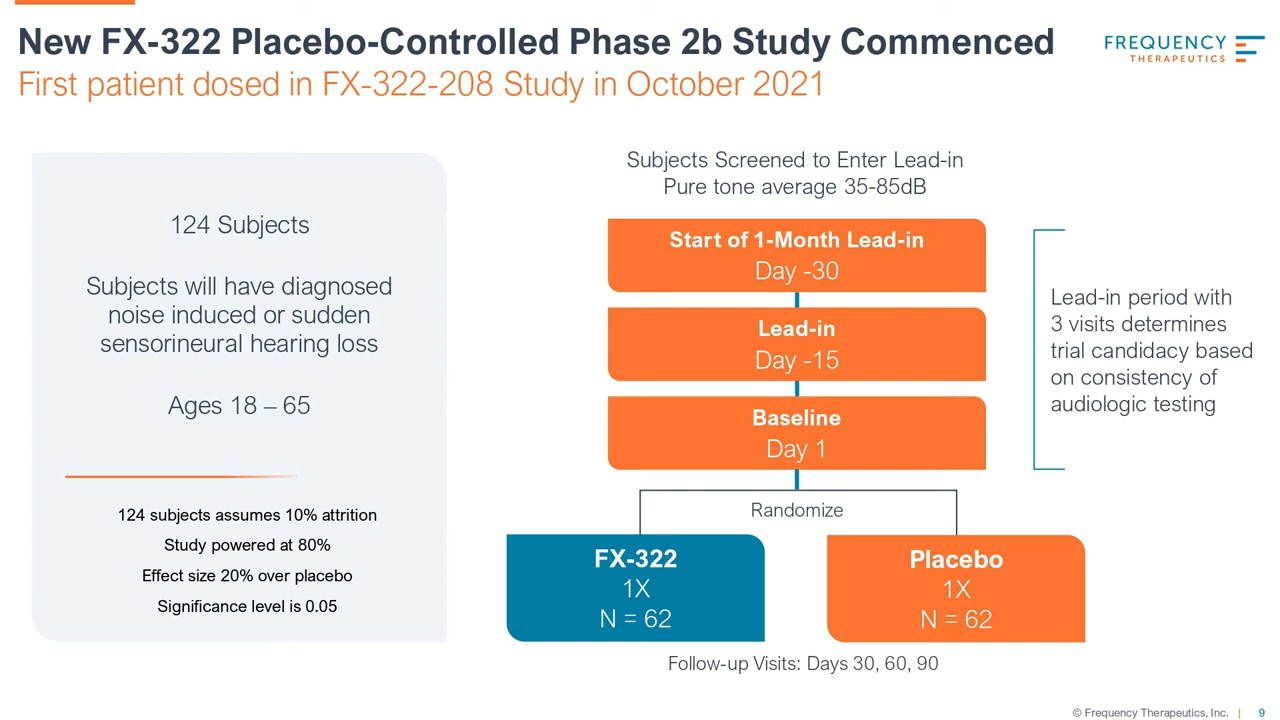 New FX-322 Placebo-Controlled Phase 2b Study Commenced
First patient dosed in FX-322-208 Study in October 2021
FREQUENCY
THERAPEUTICS
124 Subjects
Subjects will have diagnosed
noise induced or sudden
sensorineural hearing loss
Ages 18 – 65
124 subjects assumes 10% attrition
Study powered at 80%
Effect size 20% over placebo
Significance level is 0.05
Subjects Screened to Enter Lead-in
Pure tone average 35-85dB
Start of 1-Month Lead-in
Day -30
Lead-in
Day -15
Baseline
Day 1
Lead-in period with
3 visits determines
trial candidacy based
on consistency of
audiologic testing
Randomize
FX-322
1X
N = 62
Placebo
1X
N = 62
Follow-up Visits: Days 30, 60, 90
© Frequency Therapeutics, Inc. | 9